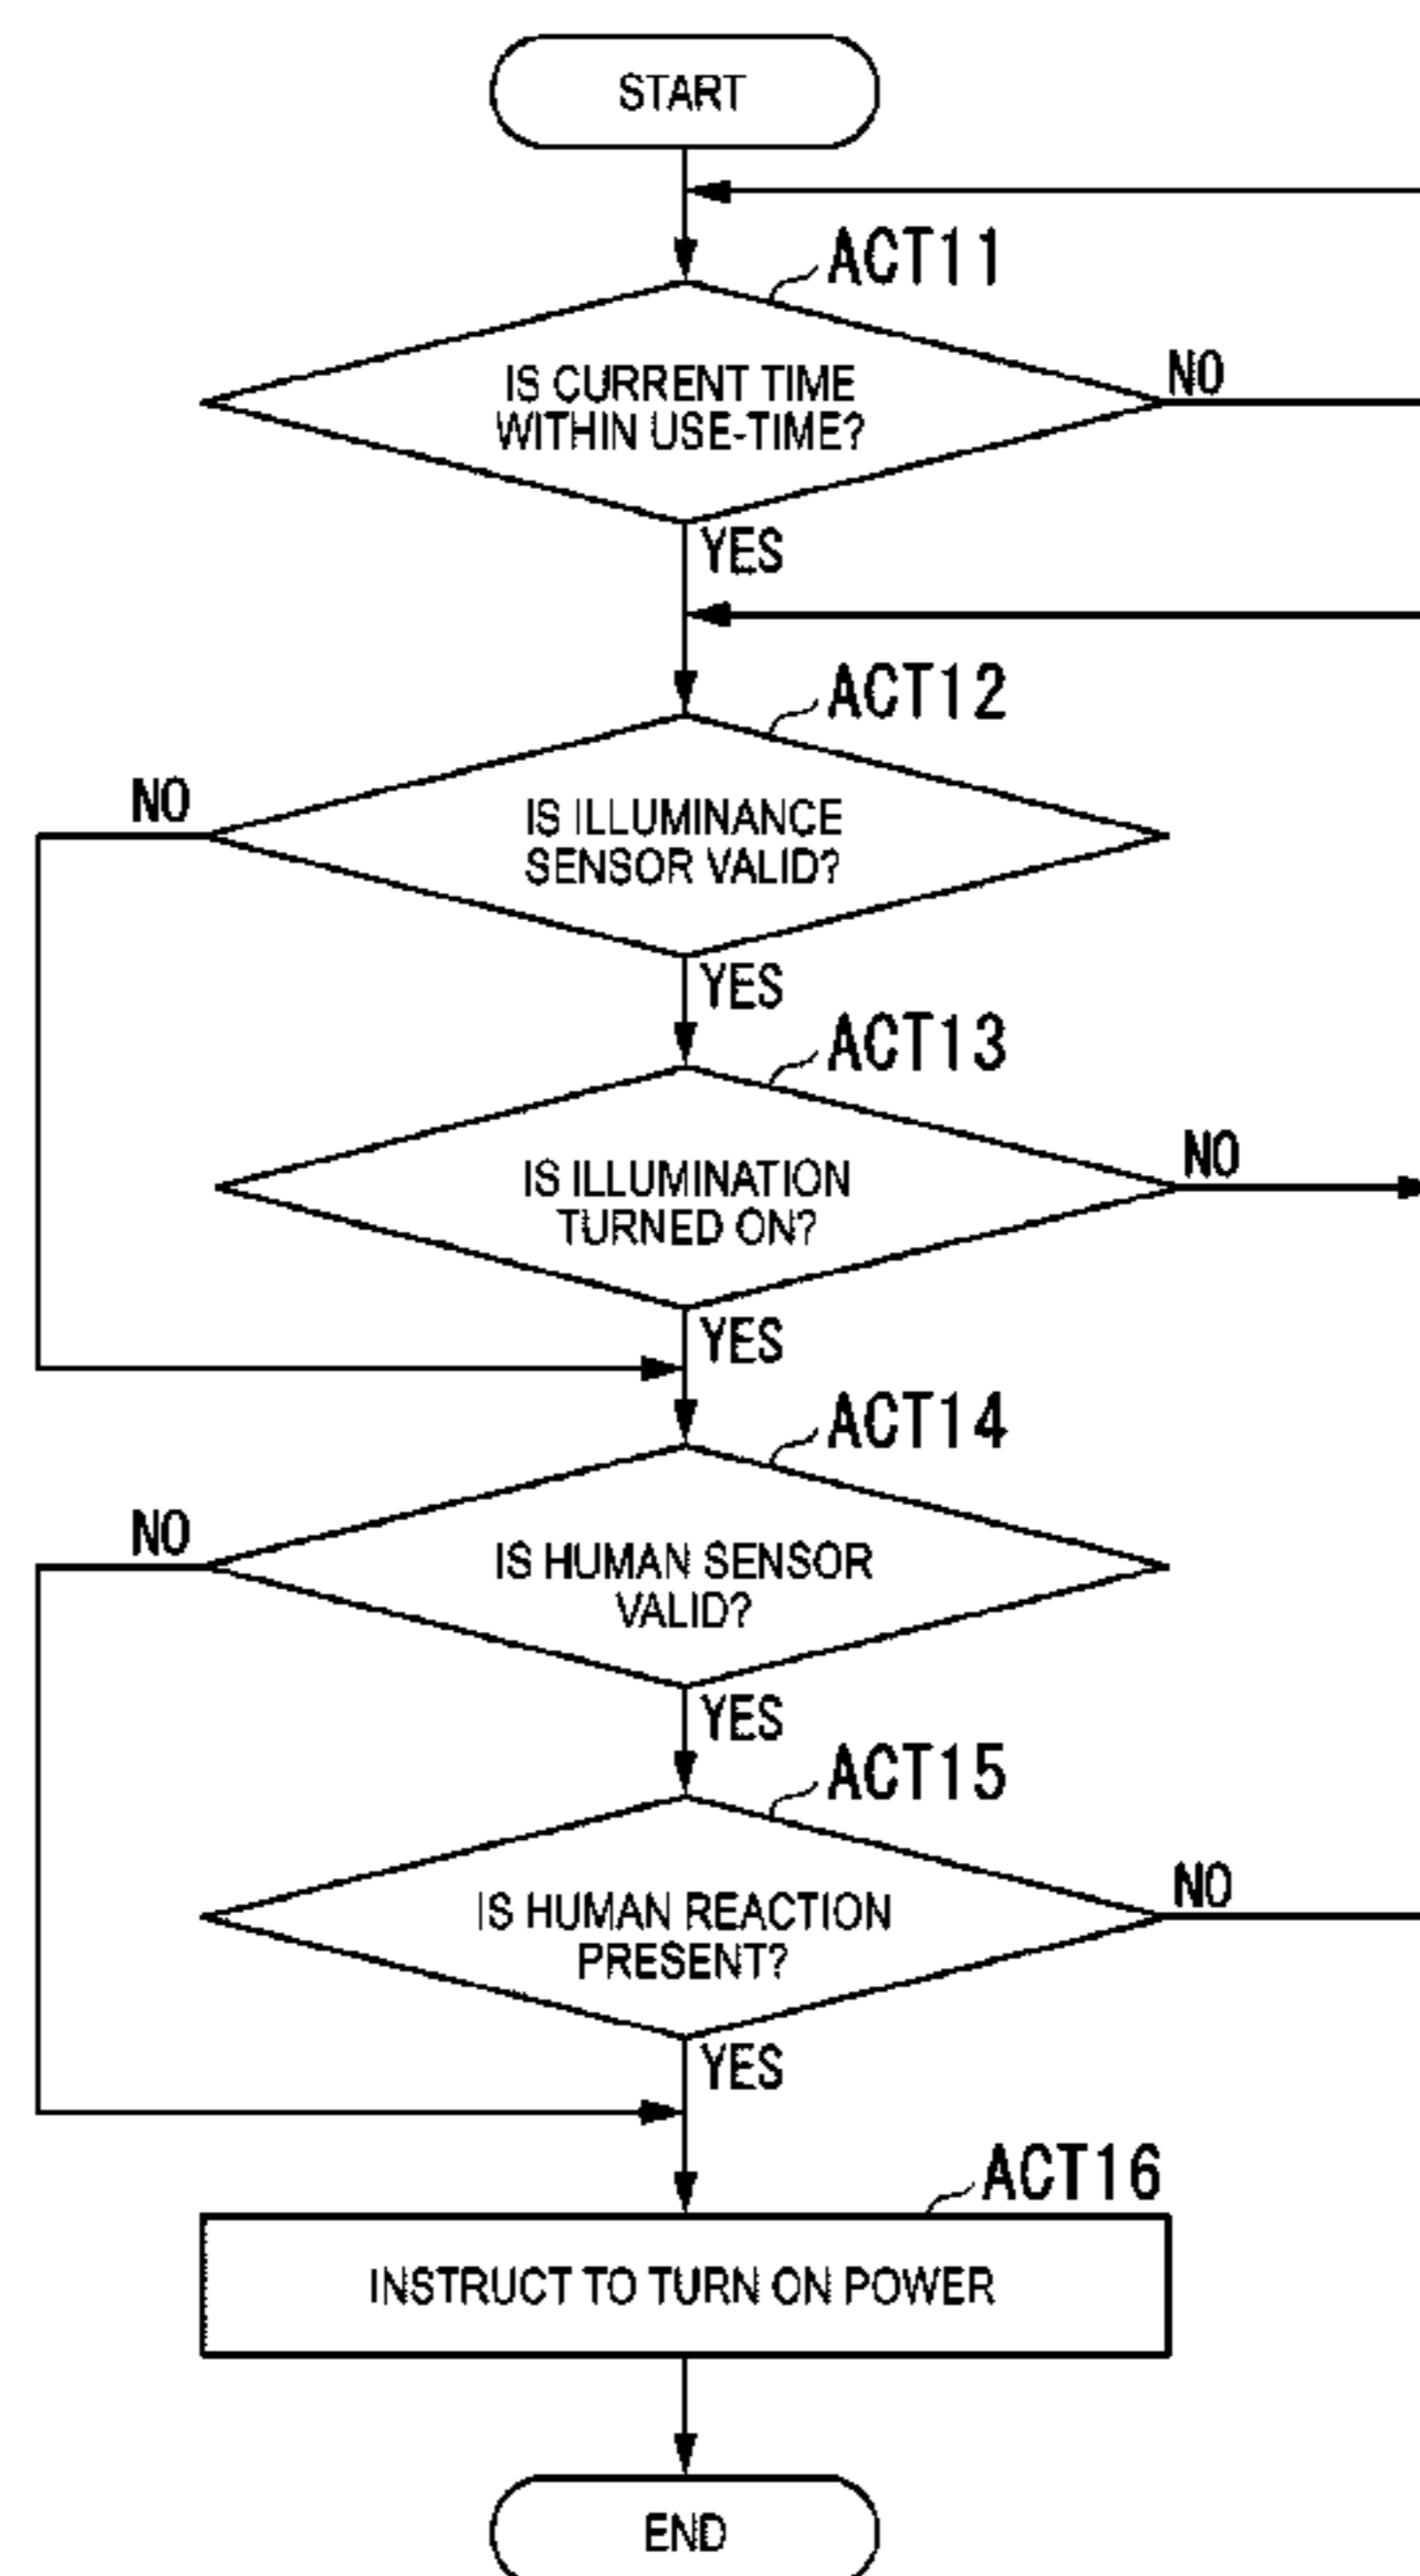 START
ACT11
IS CURRENT TIME
WITHIN USE-TIME?
NO
YES
ACT12
NO
IS ILLUMINANCE
SENSOR VALID?
YES
ACT13
IS ILLUMINATION
TURNED ON?
NO
YES
ACT14
NO
IS HUMAN SENSOR
VALID?
YES
ACT15
IS HUMAN REACTION
PRESENT?
NO
YES
ACT16
INSTRUCT TO TURN ON POWER
END